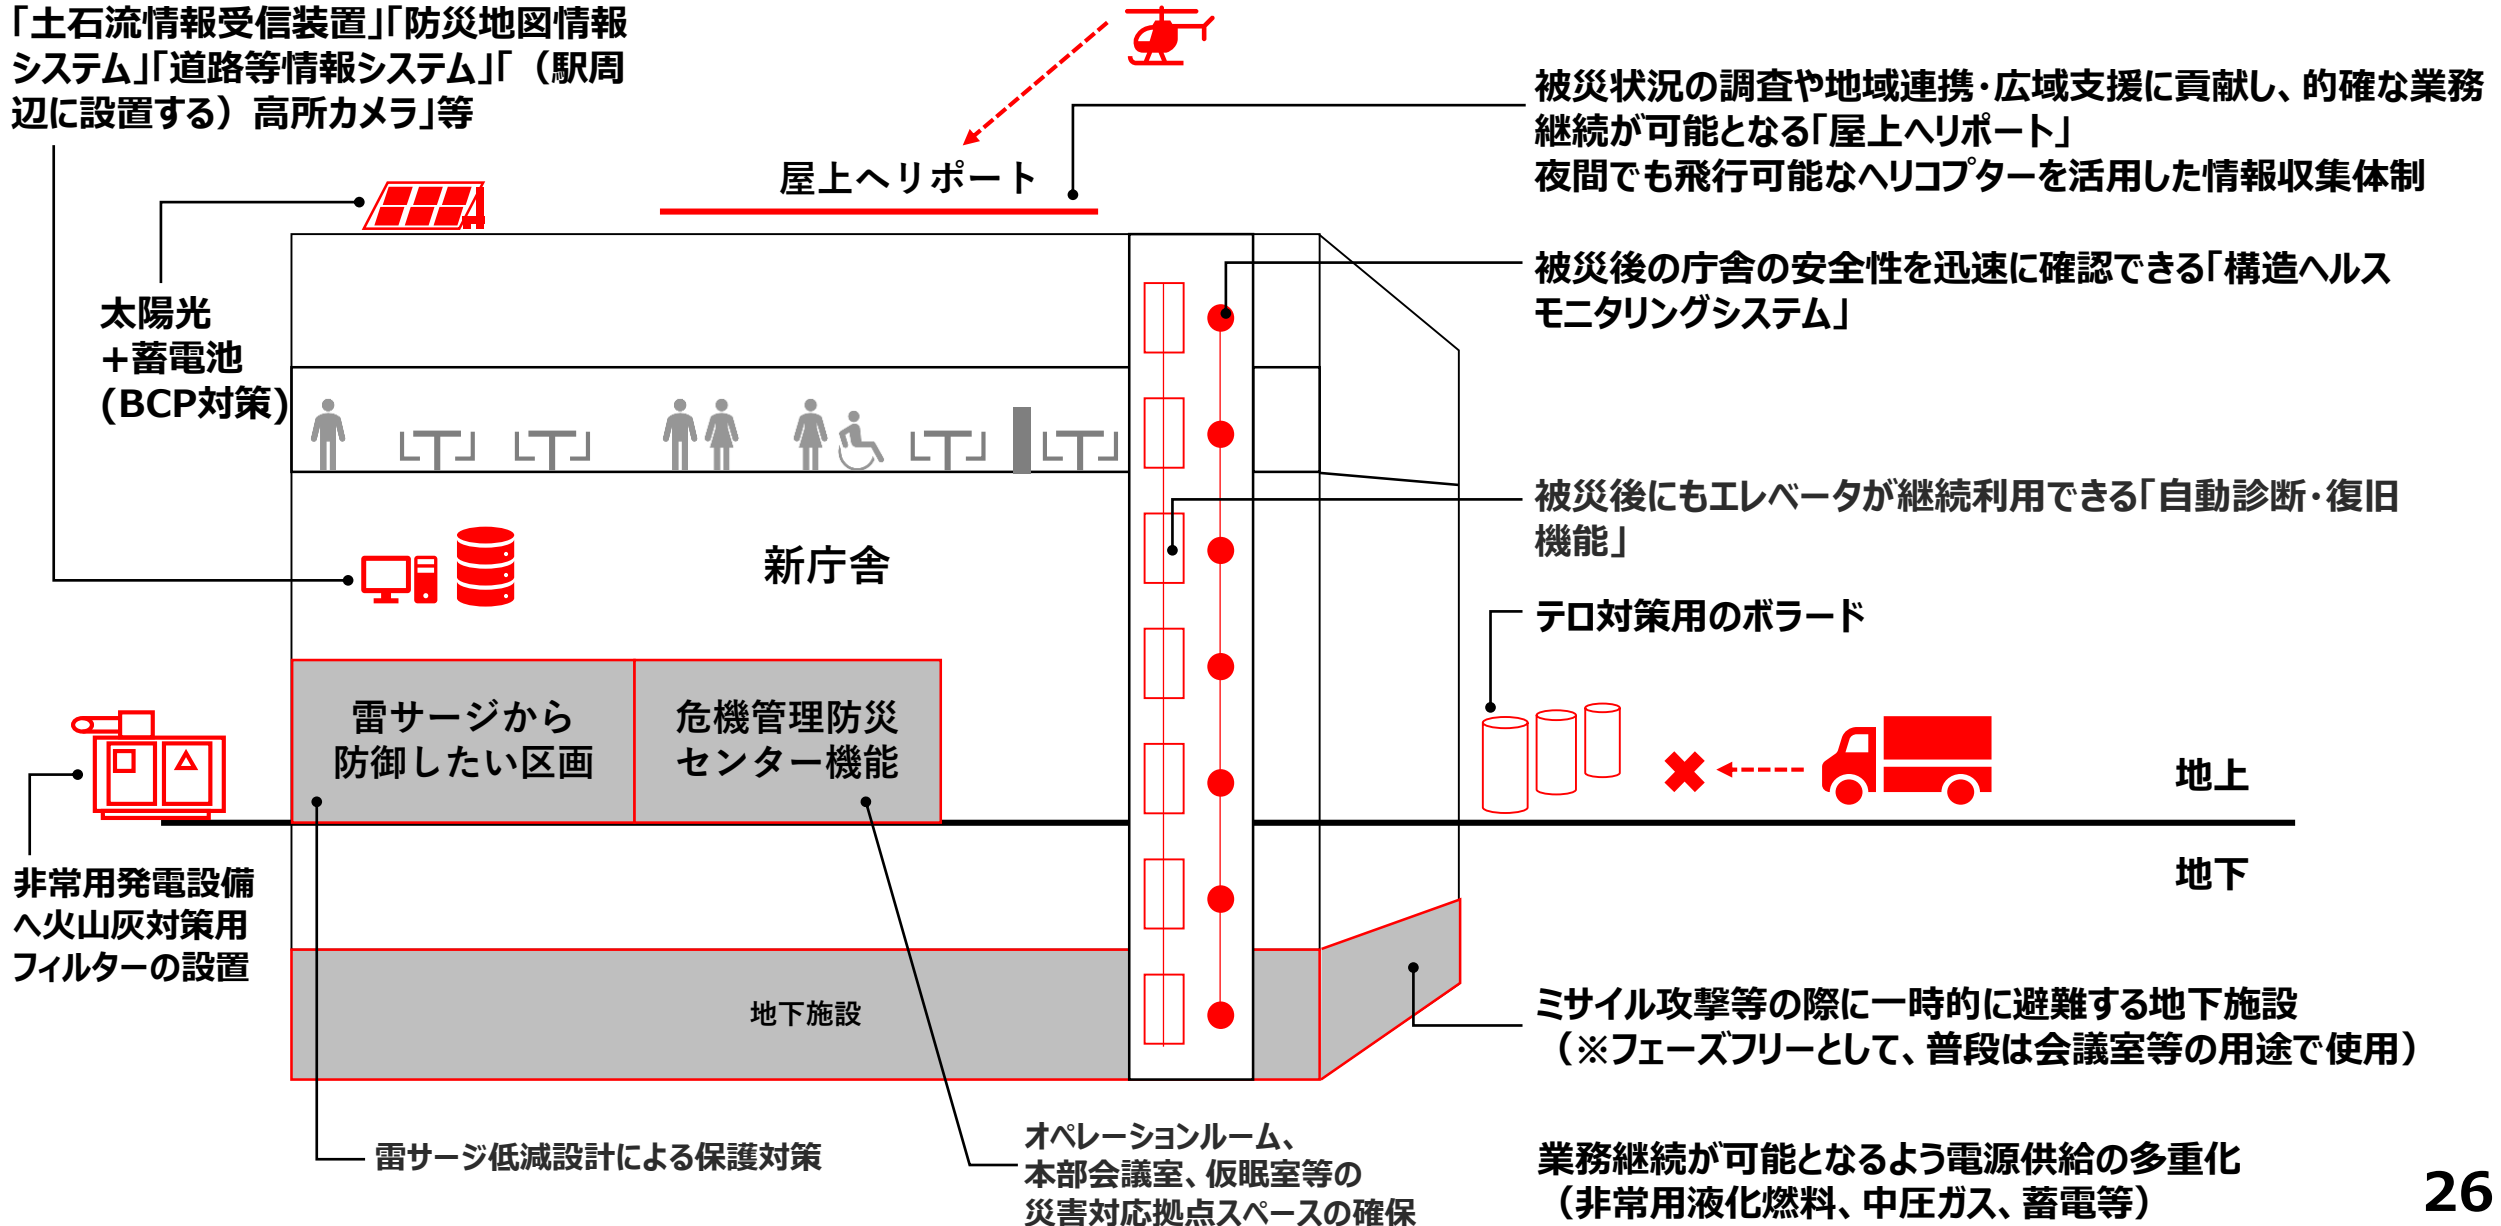 「土石流情報受信装置」「防災地図情報
システム」「道路等情報システム」「（駅周
辺に設置する）高所カメラ」等
被災状況の調査や地域連携・広域支援に貢献し、的確な業務
継続が可能となる「屋上ヘリポート」
夜間でも飛行可能なヘリコプターを活用した情報収集体制
屋上ヘリポート
被災後の庁舎の安全性を迅速に確認できる「構造ヘルス
モニタリングシステム」
太陽光
+蓄電池
(BCP対策)
被災後にもエレベータが継続利用できる「自動診断・復旧
機能」
新庁舎
テロ対策用のボラード
雷サージから
防御したい区画
危機管理防災
センター機能
地上
地下
非常用発電設備
へ火山灰対策用
フィルターの設置
地下施設
ミサイル攻撃等の際に一時的に避難する地下施設
（※フェーズフリーとして、普段は会議室等の用途で使用）
雷サージ低減設計による保護対策
オペレーションルーム、
本部会議室、仮眠室等の
災害対応拠点スペースの確保
業務継続が可能となるよう電源供給の多重化
（非常用液化燃料、中圧ガス、蓄電等）
26